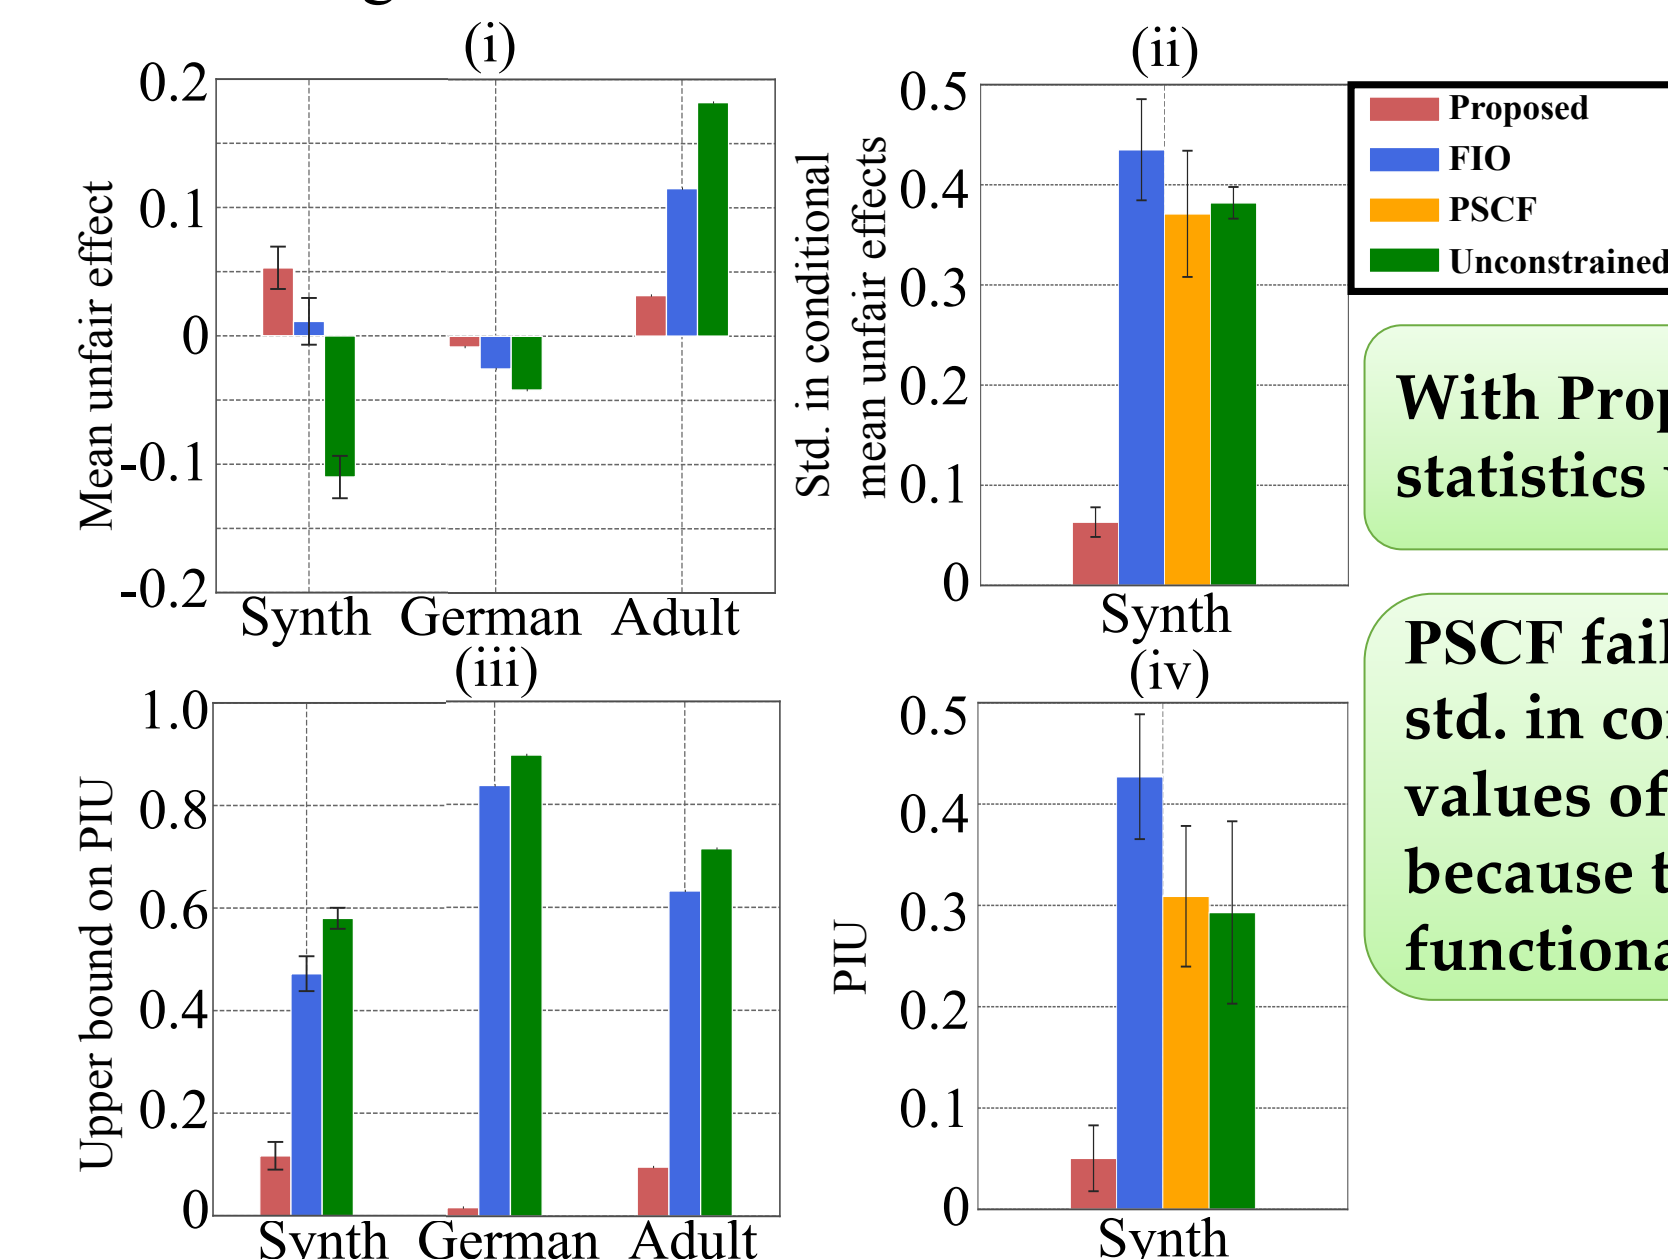 (i)
0.2
0.1
0
-0.1
-0.2
Mean unfair effect
Synth German Adult
(ii)
0.5
0.4
0.3
0.2
0.1
0
Std. in conditional
mean unfair effects
Synth
Proposed
FIO
PSCF
Unconstrained
With Prop
statistics
(iii)
1.0
0.8
0.6
0.4
0.2
0
Upper bound on PIU
Synth German Adult
(iv)
0.5
0.4
0.3
0.2
0.1
0
PIU
Synth
PSCF fail
std. in co
values of
because t
functiona